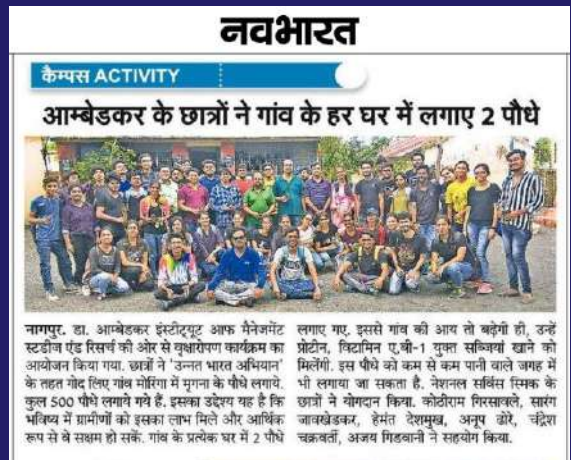 नवभारत
कैम्पस ACTIVITY
आम्बेडकर के छात्रों ने गांव के हर घर में लगाए 2 पौधे
नागपुर. डा. आम्बेडकर इंस्टीट्यूट आफ मैनेजमेंट
स्टडीज एंड रिसर्च की ओर से वृक्षारोपण कार्यक्रम का
आयोजन किया गया. छात्रों ने 'उन्नत भारत अभियान'
के तहत गोद लिए गांव मोरिंगा में मूगना के पौधे लगाये.
कुल 500 पौधे लगाये गये हैं. इसका उद्देश्य यह है कि
भविष्य में ग्रामीणों को इसका लाभ मिले और आर्थिक
रूप से वे सक्षम हो सकें. गांव के प्रत्येक घर में 2 पौधे
लगाए गए. इससे गांव की आय तो बढ़ेगी ही, उन्हें
प्रोटीन, विटामिन ए,बी-1 युक्त सब्जियां खाने को
मिलेंगी. इस पौधे को कम से कम पानी वाले जगह में
भी लगाया जा सकता है. नेशनल सर्विस स्मिक के
छात्रों ने योगदान किया. कोठीराम गिरसावले, सारंग
जावखेडकर, हेमंत देशमुख, अनूप ढोरे, चंद्रेश
चक्रवर्ती, अजय गिडवानी ने सहयोग किया.